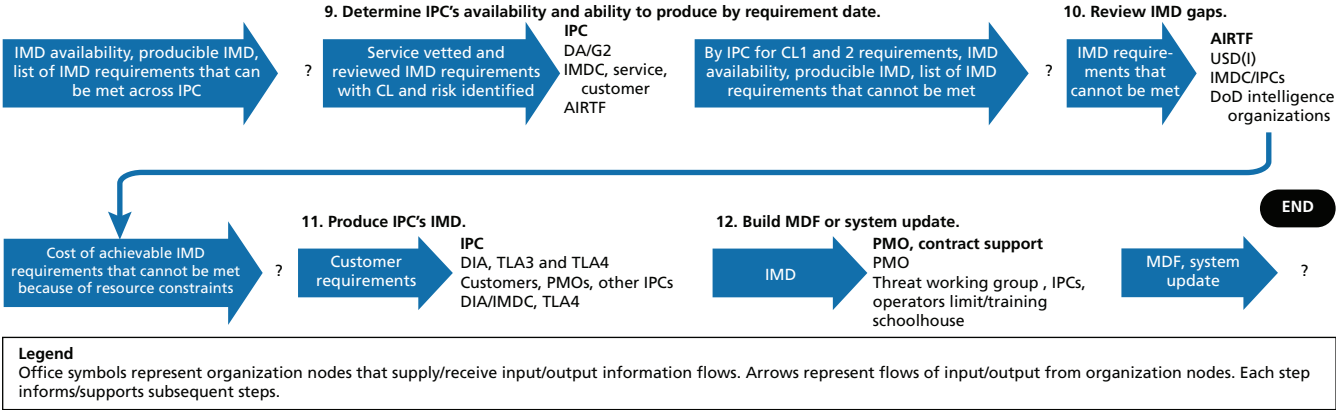 9. Determine IPC's availability and ability to produce by requirement date.
10. Review IMD gaps.
IMD availability, producible IMD,
list of IMD requirements that can
be met across IPC
?
Service vetted and
reviewed IMD requirements
with CL and risk identified
IPC
DA/G2
IMDC, service,
customer
AIRTF
By IPC for CL1 and 2 requirements, IMD
availability, producible IMD, list of IMD
requirements that cannot be met
?
IMD require-
ments that
cannot be met
AIRTF
USD(I)
IMDC/IPCs
DoD intelligence
organizations
END
11. Produce IPC's IMD.
12. Build MDF or system update.
Cost of achievable IMD
requirements that cannot be met
because of resource constraints
?
Customer
requirements
IPC
DIA, TLA3 and TLA4
Customers, PMOs, other IPCs
DIA/IMDC, TLA4
IMD
PMO, contract support
PMO
Threat working group , IPCs,
operators limit/training
schoolhouse
MDF, system
update
?
Legend
Office symbols represent organization nodes that supply/receive input/output information flows. Arrows represent flows of input/output from organization nodes. Each step
informs/supports subsequent steps.